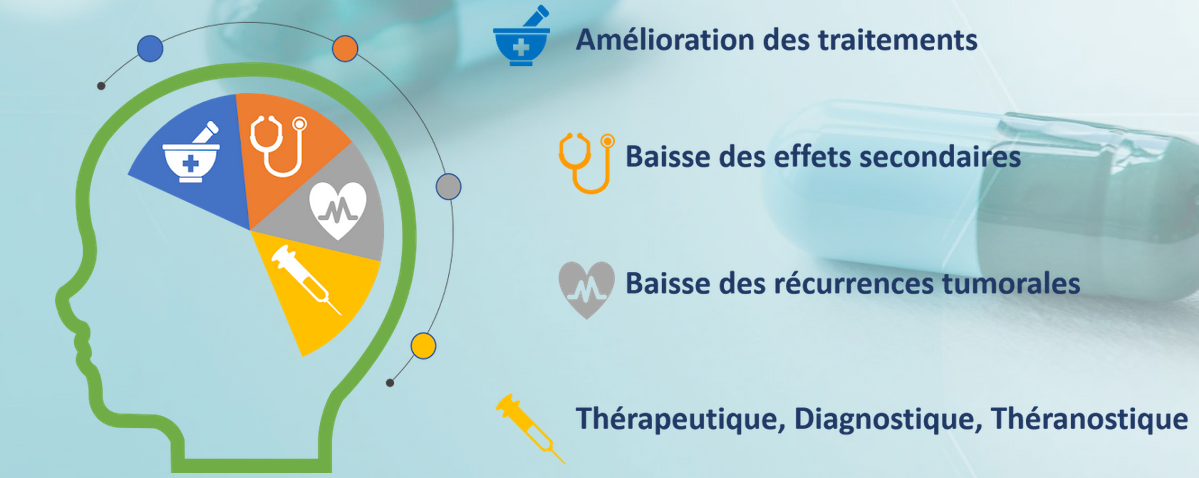 Amélioration des traitements
Baisse des effets secondaires
Baisse des récurrences tumorales
Thérapeutique, Diagnostique, Théranostique